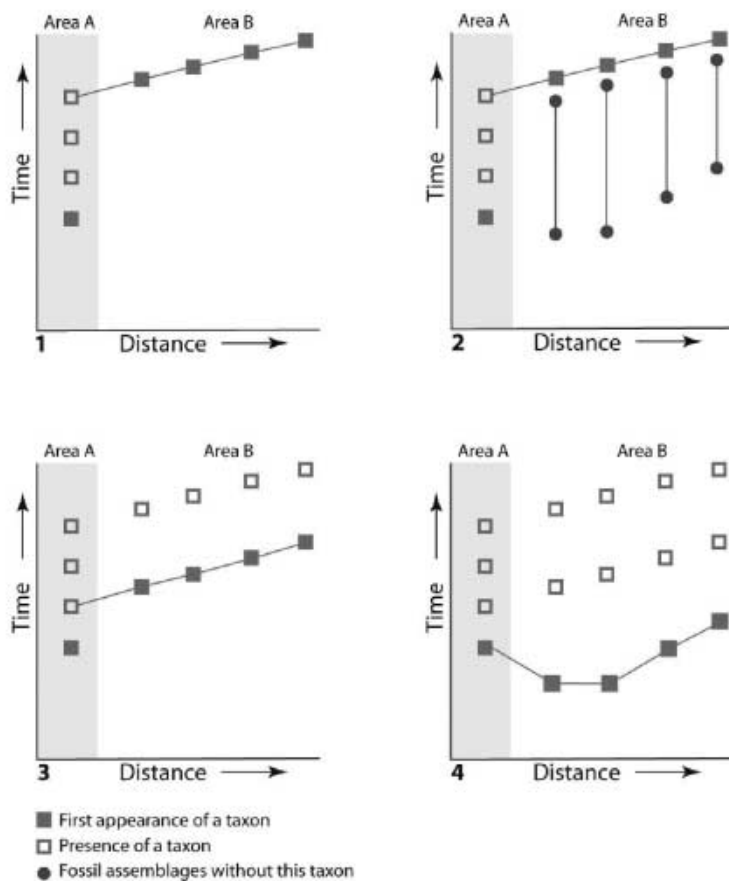 Area A Area B
Time
1 Distance
Area A Area B
Time
2 Distance
Area A Area B
Time
3 Distance
Area A Area B
Time
4 Distance
First appearance of a taxon
Presence of a taxon
Fossil assemblages without this taxon